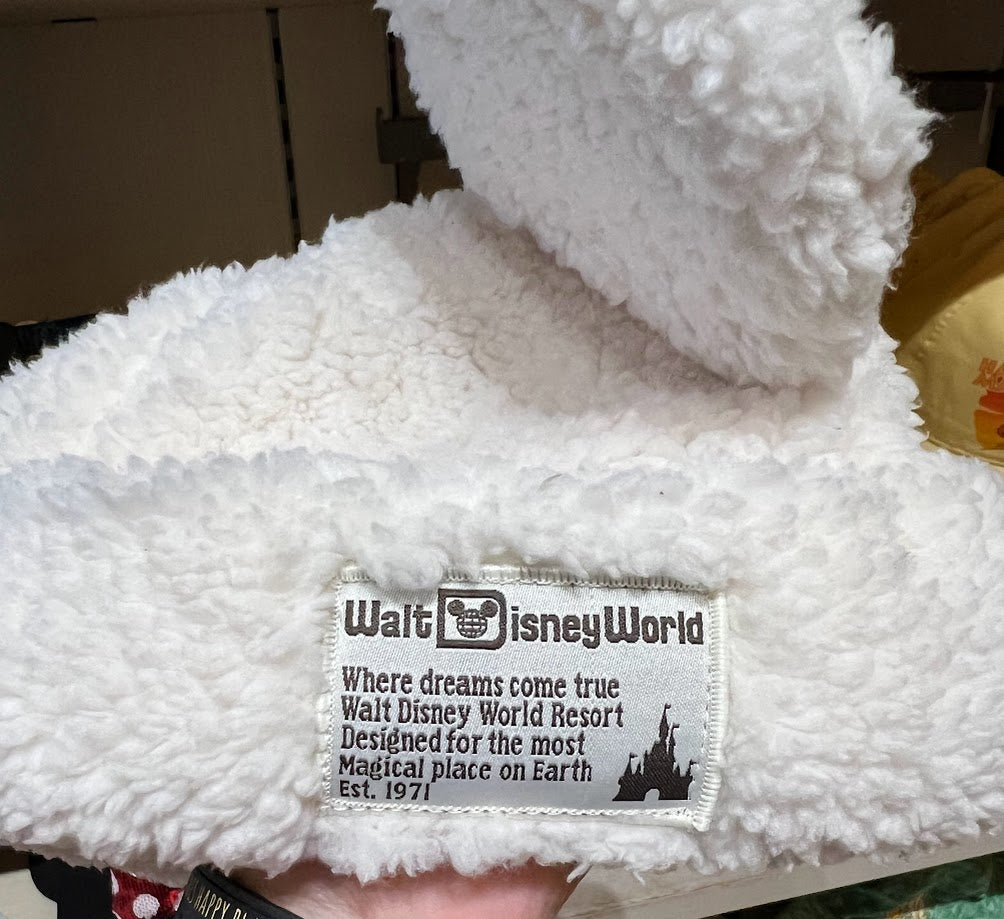 Walt Disney World
Where dreams come true
Walt Disney World Resort
Designed for the most
Magical place on Earth
Est. 1971
HAPPY